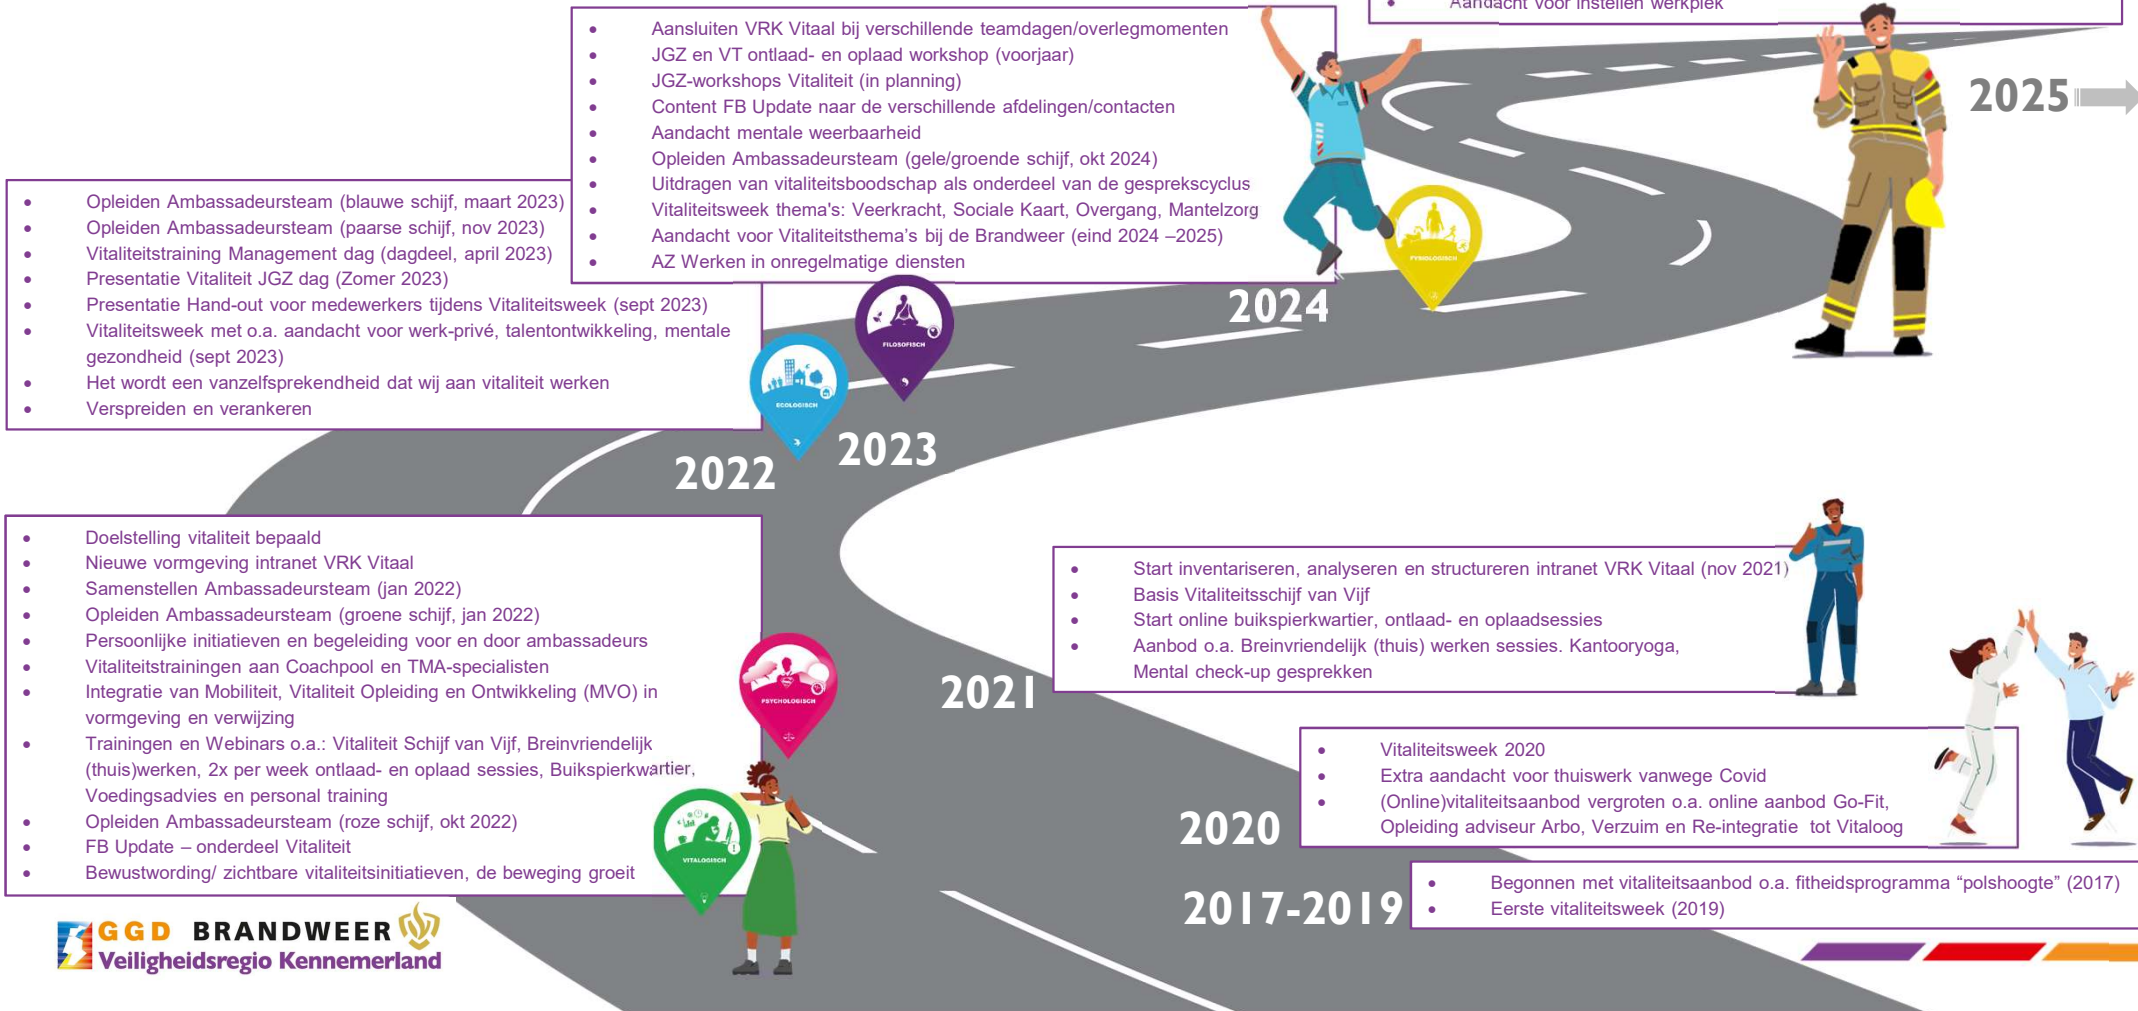 Aandacht voor instellen werkplek
2025
Aansluiten VRK Vitaal bij verschillende teamdagen/overlegmomenten
JGZ en VT ontlaad- en oplaad workshop (voorjaar)
JGZ-workshops Vitaliteit (in planning)
Content FB Update naar de verschillende afdelingen/contacten
Aandacht mentale weerbaarheid
Opleiden Ambassadeursteam (gele/groende schijf, okt 2024)
Uitdragen van vitaliteitsboodschap als onderdeel van de gesprekscyclus
Vitaliteitsweek thema's: Veerkracht, Sociale Kaart, Overgang, Mantelzorg
Aandacht voor Vitaliteitsthema’s bij de Brandweer (eind 2024 –2025)
AZ Werken in onregelmatige diensten
FYSIOLOGISCH
2024
Opleiden Ambassadeursteam (blauwe schijf, maart 2023)
Opleiden Ambassadeursteam (paarse schijf, nov 2023)
Vitaliteitstraining Management dag (dagdeel, april 2023)
Presentatie Vitaliteit JGZ dag (Zomer 2023)
Presentatie Hand-out voor medewerkers tijdens Vitaliteitsweek (sept 2023)
Vitaliteitsweek met o.a. aandacht voor werk-privé, talentontwikkeling, mentale
gezondheid (sept 2023)
Het wordt een vanzelfsprekendheid dat wij aan vitaliteit werken
Verspreiden en verankeren
FILOSOFISCH
ECOLOGISCH
2023
2022
Doelstelling vitaliteit bepaald
Nieuwe vormgeving intranet VRK Vitaal
Samenstellen Ambassadeursteam (jan 2022)
Opleiden Ambassadeursteam (groene schijf, jan 2022)
Persoonlijke initiatieven en begeleiding voor en door ambassadeurs
Vitaliteitstrainingen aan Coachpool en TMA-specialisten
Integratie van Mobiliteit, Vitaliteit Opleiding en Ontwikkeling (MVO) in
vormgeving en verwijzing
Trainingen en Webinars o.a.: Vitaliteit Schijf van Vijf, Breinvriendelijk
(thuis)werken, 2x per week ontlaad- en oplaad sessies, Buikspierkwartier,
Voedingsadvies en personal training
Opleiden Ambassadeursteam (roze schijf, okt 2022)
FB Update – onderdeel Vitaliteit
Bewustwording/ zichtbare vitaliteitsinitiatieven, de beweging groeit
PSYCHOLOGISCH
VITALOGISCH
2021
Start inventariseren, analyseren en structureren intranet VRK Vitaal (nov 2021)
Basis Vitaliteitsschijf van Vijf
Start online buikspierkwartier, ontlaad- en oplaadsessies
Aanbod o.a. Breinvriendelijk (thuis) werken sessies. Kantooryoga,
Mental check-up gesprekken
2020
Vitaliteitsweek 2020
Extra aandacht voor thuiswerk vanwege Covid
(Online)vitaliteitsaanbod vergroten o.a. online aanbod Go-Fit,
Opleiding adviseur Arbo, Verzuim en Re-integratie tot Vitaloog
2017-2019
Begonnen met vitaliteitsaanbod o.a. fitheidsprogramma “polshoogte” (2017)
Eerste vitaliteitsweek (2019)
GGD BRANDWEER
Veiligheidsregio Kennemerland